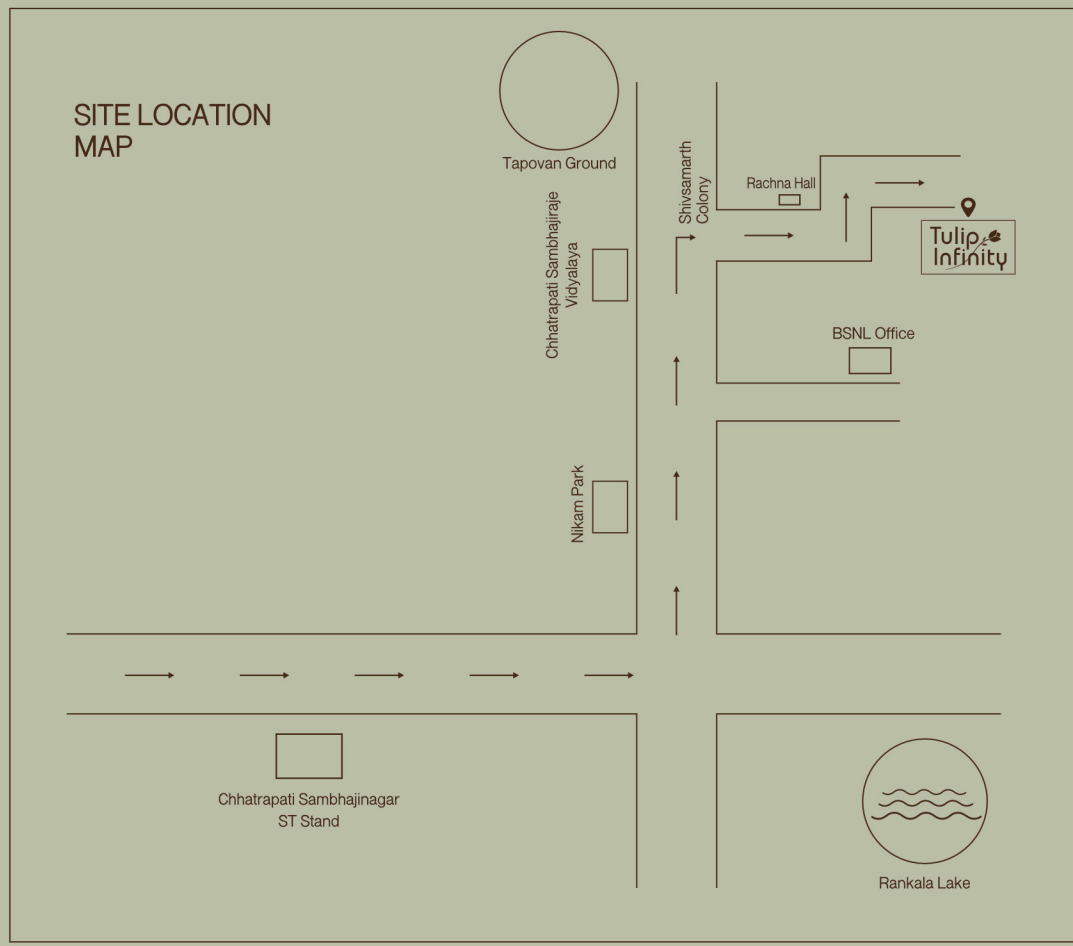 SITE LOCATION
MAP
Tapovan Ground
Shivsamarth
Colony
Rachna Hall
Tulip
Infinity
Chhatrapati Sambhajiraje
Vidyalaya
BSNL Office
Nikam Park
Chhatrapati Sambhajinagar
ST Stand
Rankala Lake